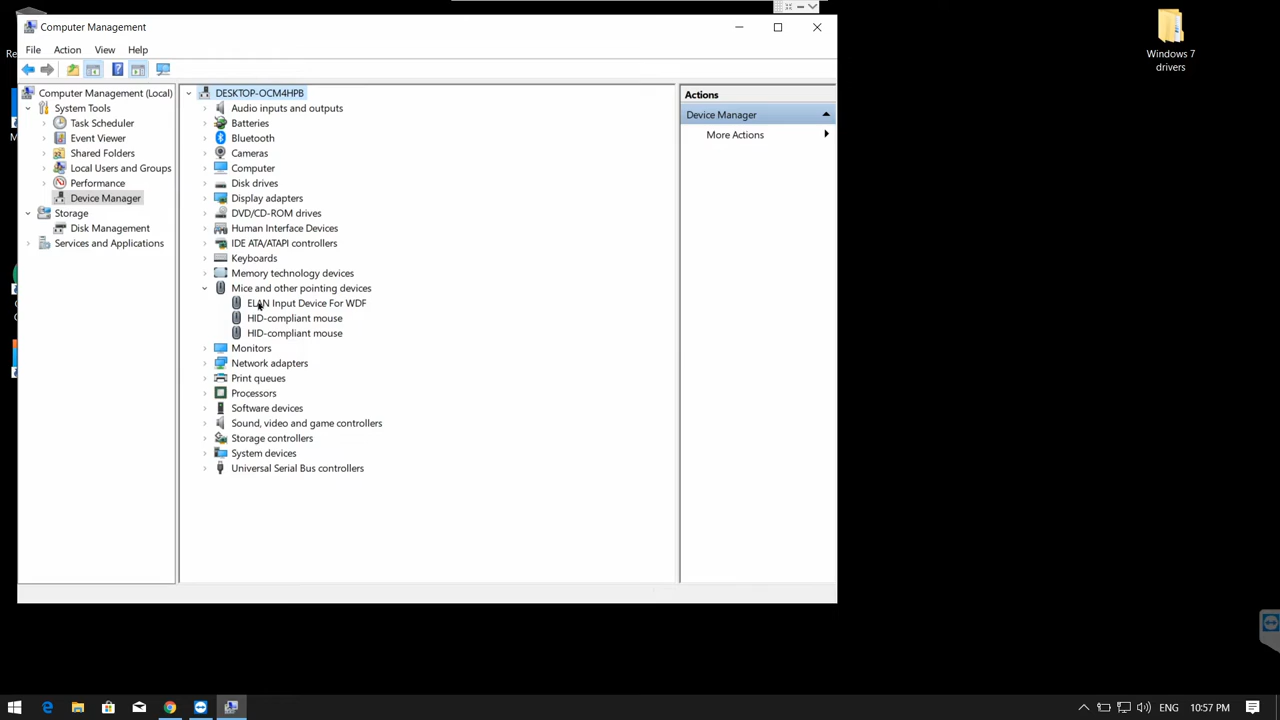 Computer Management
File Action View Help
Computer Management (Local)
System Tools
Task Scheduler
Event Viewer
Shared Folders
Local Users and Groups
Performance
Device Manager
Storage
Disk Management
Services and Applications
DESKTOP-OCM4HPB
Audio inputs and outputs
Batteries
Bluetooth
Cameras
Computer
Disk drives
Display adapters
DVD/CD-ROM drives
Human Interface Devices
IDE ATA/ATAPI controllers
Keyboards
Memory technology devices
Mice and other pointing devices
ELAN Input Device For WDF
HID-compliant mouse
HID-compliant mouse
Monitors
Network adapters
Print queues
Processors
Software devices
Sound, video and game controllers
Storage controllers
System devices
Universal Serial Bus controllers
Actions
Device Manager
More Actions
Windows 7
drivers
ENG 10:57 PM